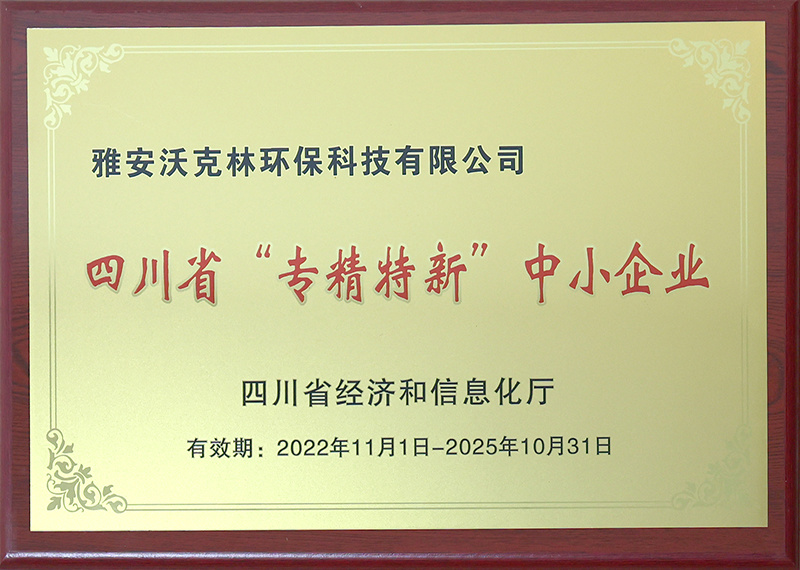 雅安沃克林环保科技有限公司
四川省“专精特新”中小企业
四川省经济和信息化厅
有效期：2022年11月1日-2025年10月31日